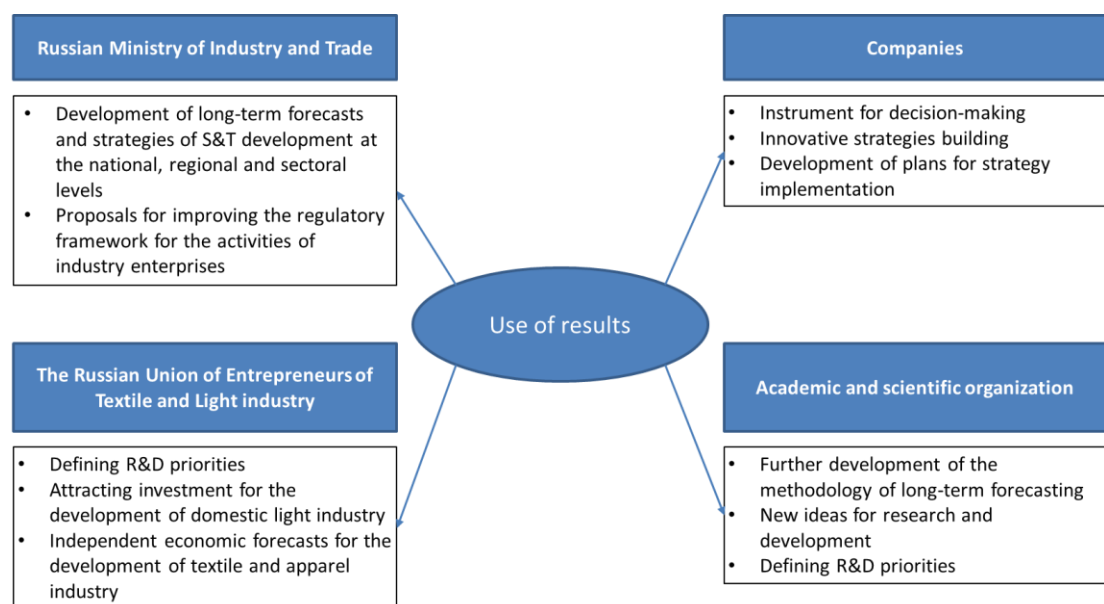 Russian Ministry of Industry and Trade
• Development of long-term forecasts
and strategies of S&T development at
the national, regional and sectoral
levels
• Proposals for improving the regulatory
framework for the activities of
industry enterprises
Companies
• Instrument for decision-making
• Innovative strategies building
• Development of plans for strategy
implementation
Use of results
The Russian Union of Entrepreneurs of
Textile and Light industry
• Defining R&D priorities
• Attracting investment for the
development of domestic light industry
• Independent economic forecasts for the
development of textile and apparel
industry
Academic and scientific organization
• Further development of the
methodology of long-term forecasting
• New ideas for research and
development
• Defining R&D priorities